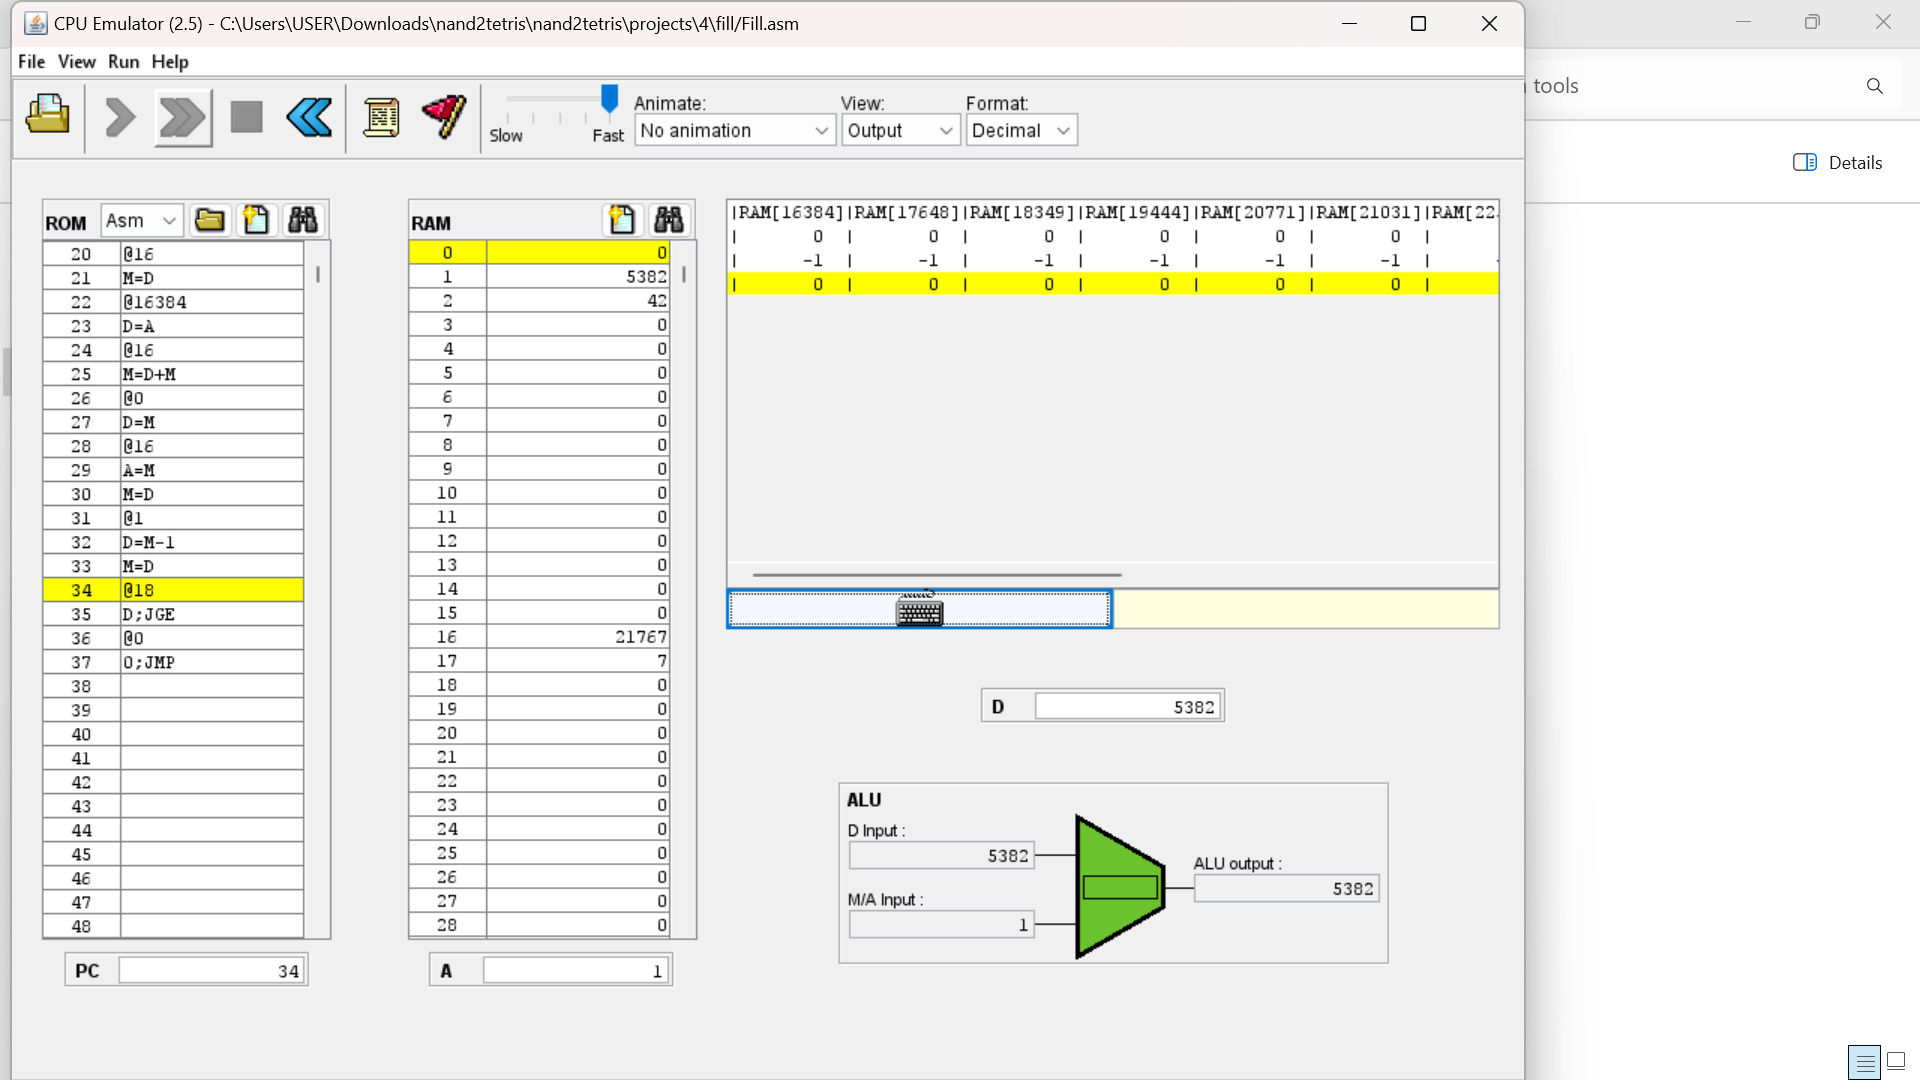 CPU Emulator (2.5) - C:\Users\USER\Downloads\nand2tetris\nand2tetris\projects\4\fill/Fill.asm
File View Run Help
tools
Slow Fast
Animate:
No animation
View:
Output
Format:
Decimal
Details
ROM Asm
20 @16
21 M=D
22 @16384
23 D=A
24 @16
25 M=D+M
26 @0
27 D=M
28 @16
29 A=M
30 M=D
31 @1
32 D=M-1
33 M=D
34 @18
35 D;JGE
36 @0
37 0;JMP
38
39
40
41
42
43
44
45
46
47
48
PC 34
RAM
0 0
1 5382
2 42
3 0
4 0
5 0
6 0
7 0
8 0
9 0
10 0
11 0
12 0
13 0
14 0
15 0
16 21767
17 7
18 0
19 0
20 0
21 0
22 0
23 0
24 0
25 0
26 0
27 0
28 0
A 1
|RAM[16384]|RAM[17648]|RAM[18349]|RAM[19444]|RAM[20771]|RAM[21031]|RAM[22
| 0 | 0 | 0 | 0 | 0 | 0 |
| -1 | -1 | -1 | -1 | -1 | -1 | -
| 0 | 0 | 0 | 0 | 0 | 0 |
D 5382
ALU
D Input :
5382
M/A Input :
1
ALU output :
5382